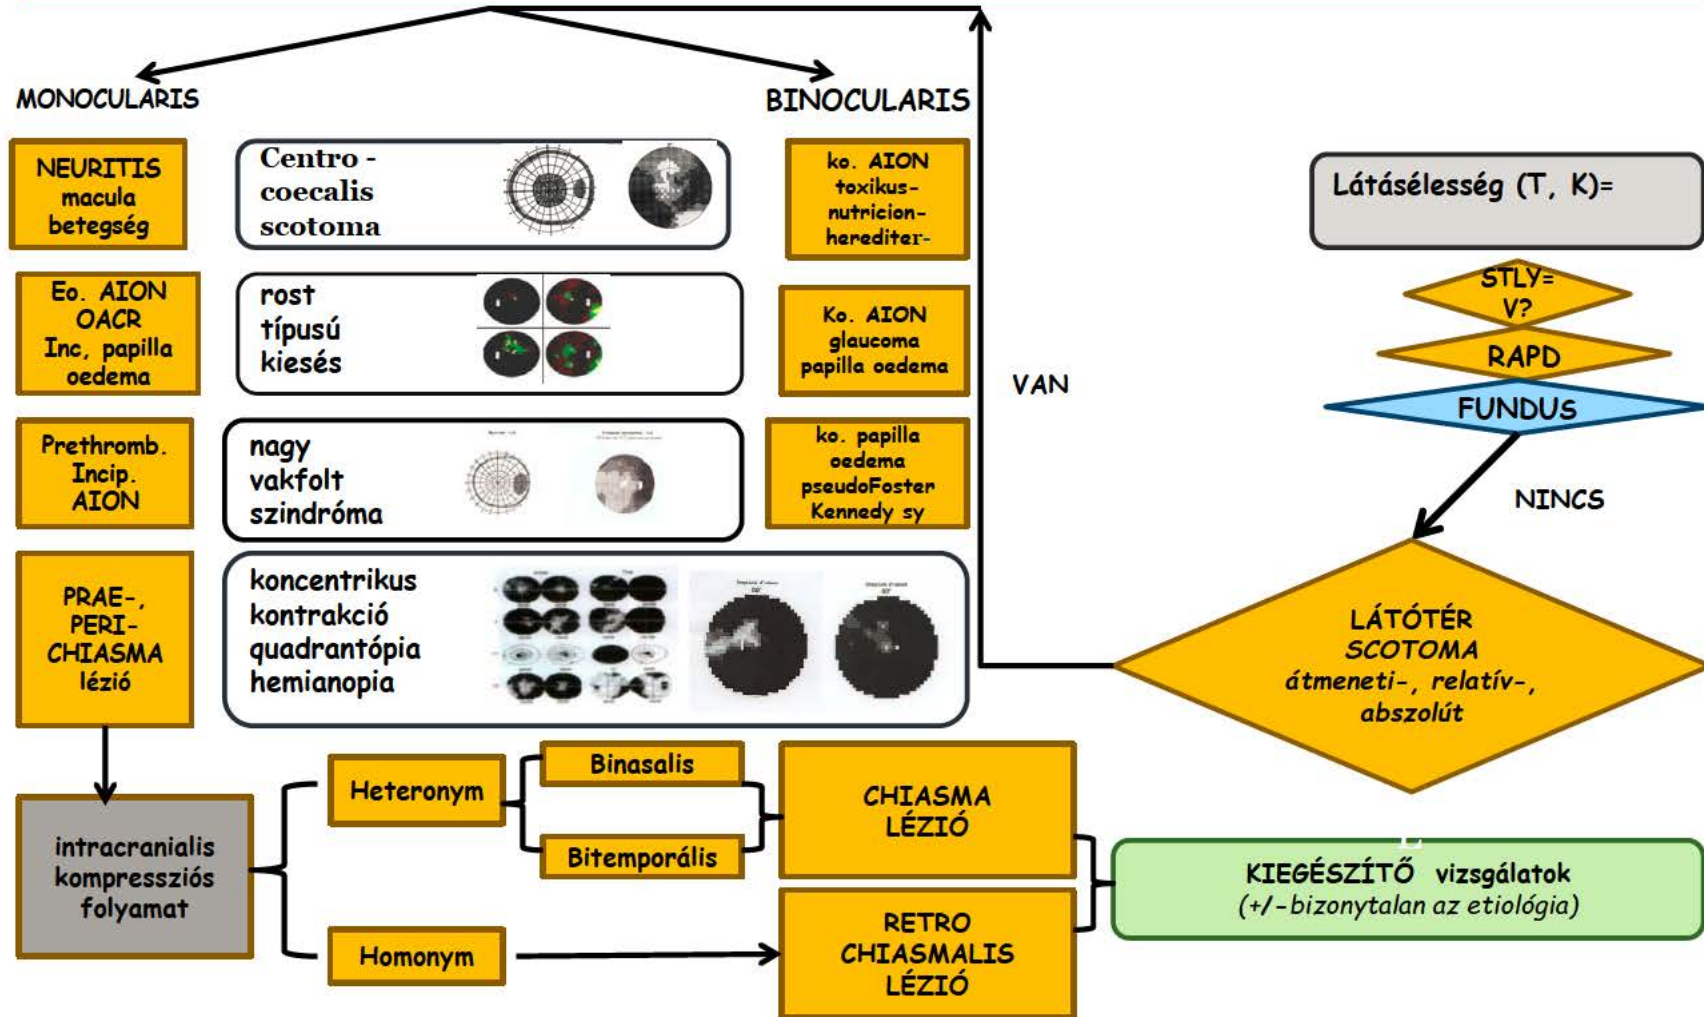 MONOCULARIS
BINOCULARIS
NEURITIS
macula
betegség
Centro -
coecalis
scotoma
ko. AION
toxikus-
nutricion-
herediter-
Eo. AION
OACR
Inc, papilla
oedema
rost
típusú
kiesés
Ko. AION
glaucoma
papilla oedema
Prethromb.
Incip.
AION
nagy
vakfolt
szindróma
ko. papilla
oedema
pseudoFoster
Kennedy sy
PRAE-,
PERI-
CHIASMA
lézió
koncentrikus
kontrakció
quadrantópia
hemianopia
intracranialis
kompressziós
folyamat
Heteronym
Homonym
Binasalis
Bitemporális
CHIASMA
LÉZIÓ
RETRO
CHIASMALIS
LÉZIÓ
VAN
Látásélesség (T, K)=
STLY=
V?
RAPD
FUNDUS
NINCS
LÁTÓTÉR
SCOTOMA
átmeneti-, relatív-,
abszolút
KIEGÉSZÍTŐ vizsgálatok
(+/-bizonytalan az etiológia)